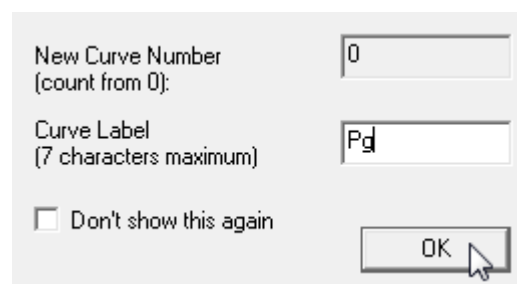 New Curve Number
(count from 0):
0
Curve Label
(7 characters maximum)
Pg
Don't show this again
OK